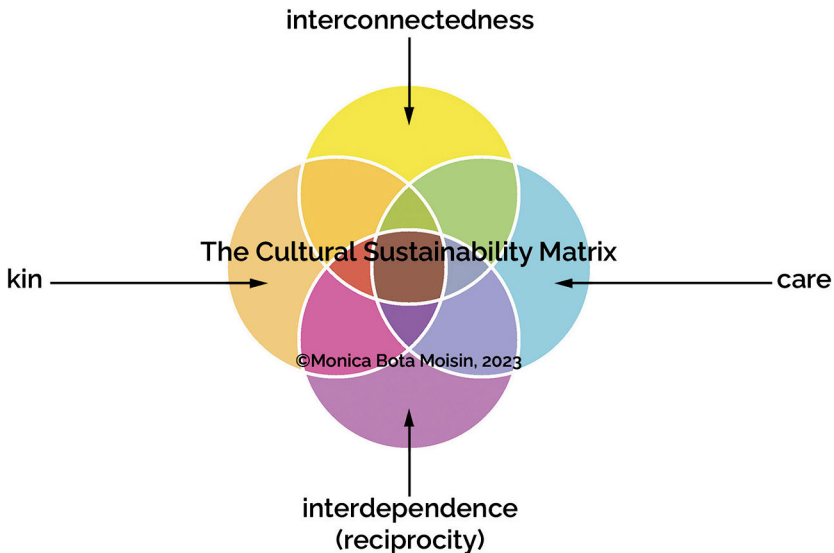 interconnectedness
The Cultural Sustainability Matrix
kin
care
©Monica Bota Moisin, 2023
interdependence
(reciprocity)